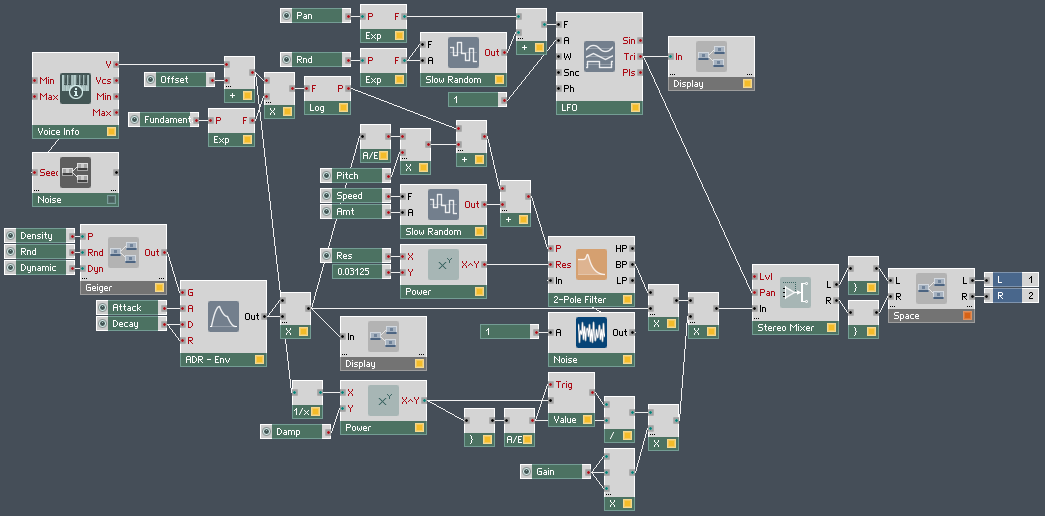 Pan
P F
Exp
Rnd
P F
Exp
F
A
Out
Slow Random
...
+
1
F
A
W
Snc
Ph
Sin
Tri
Pls
LFO
In
Display
V
Min Vcs
Max Min
Max
Voice Info
Offset
...
+
Fundament
P F
Exp
...
X
F P
Log
See
Noise
A/E
...
X
...
+
Pitch
Speed
Amt
F
A
Out
Slow Random
...
+
Density
Rnd
Dynamic
P
Rnd
Dyn
Out
Geiger
Attack
Decay
G
A
D
R
Out
ADR - Env
...
X
Res
0.03125
X
Y
X^Y
Power
P HP
Res BP
In LP
2-Pole Filter
In
Display
1
A Out
Noise
...
X
...
X
Lvl
Pan
In
L
R
Stereo Mixer
}
}
L L
R R
Space
L 1
R 2
1/x
Damp
X
Y
X^Y
Power
}
A/E
Trig
Value
/
...
X
Gain
...
X